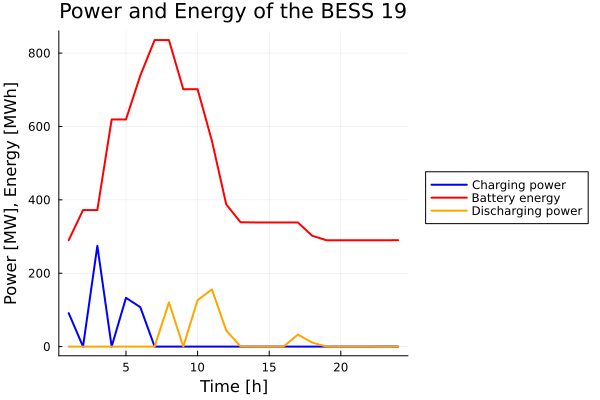 Power and Energy of the BESS 19
Power [MW], Energy [MWh]
800
600
400
200
0
5
10
15
20
Time [h]
Charging power
Battery energy
Discharging power